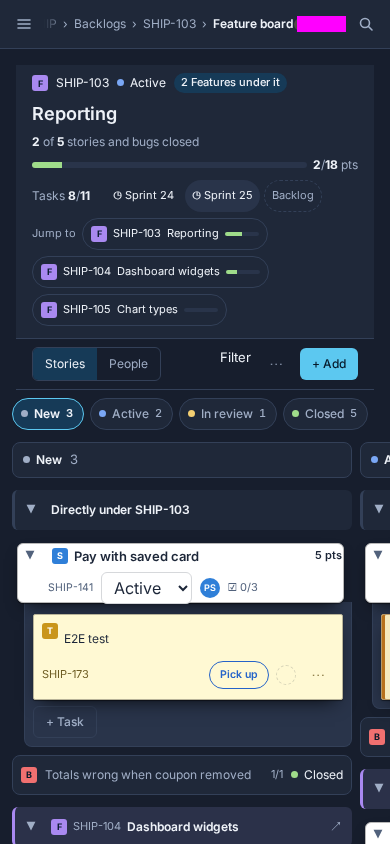 › Backlogs › SHIP-103 › Feature board
F SHIP-103 Active 2 Features under it
Reporting
2 of 5 stories and bugs closed
2/18 pts
Tasks 8/11 Sprint 24 Sprint 25 Backlog
Jump to F SHIP-103 Reporting
F SHIP-104 Dashboard widgets
F SHIP-105 Chart types
Stories People Filter ... + Add
New 3 Active 2 In review 1 Closed 5
New 3
Directly under SHIP-103
S Pay with saved card 5 pts
SHIP-141 Active PS ☑ 0/3
T E2E test
SHIP-173 Pick up ...
+ Task
B Totals wrong when coupon removed 1/1 Closed
B
F SHIP-104 Dashboard widgets ↗